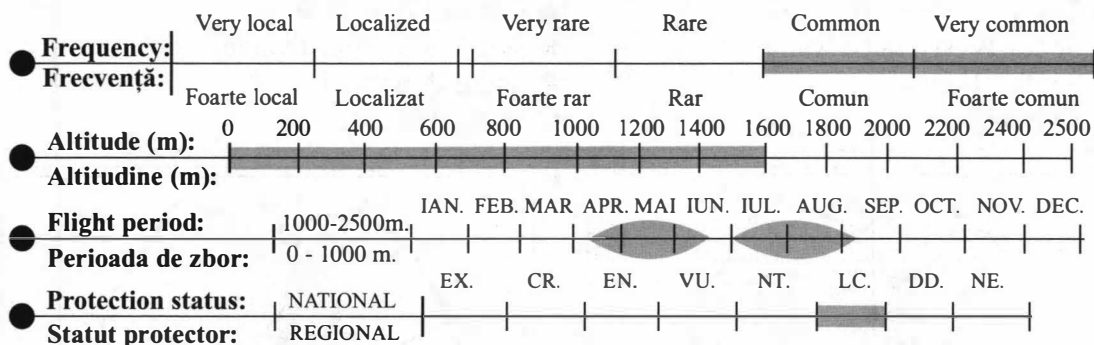 Very local Localized Very rare Rare Common Very common
Frequency:
Frecvență:
Foarte local Localizat Foarte rar Rar Comun Foarte comun
0 200 400 600 800 1000 1200 1400 1600 1800 2000 2200 2400 2500
Altitude (m):
Altitudine (m):
IAN. FEB. MAR APR. MAI IUN. IUL. AUG. SEP. OCT. NOV. DEC.
Flight period: 1000-2500m.
Perioada de zbor: 0 - 1000 m.
EX. CR. EN. VU. NT. LC. DD. NE.
Protection status: NATIONAL
Statut protector: REGIONAL